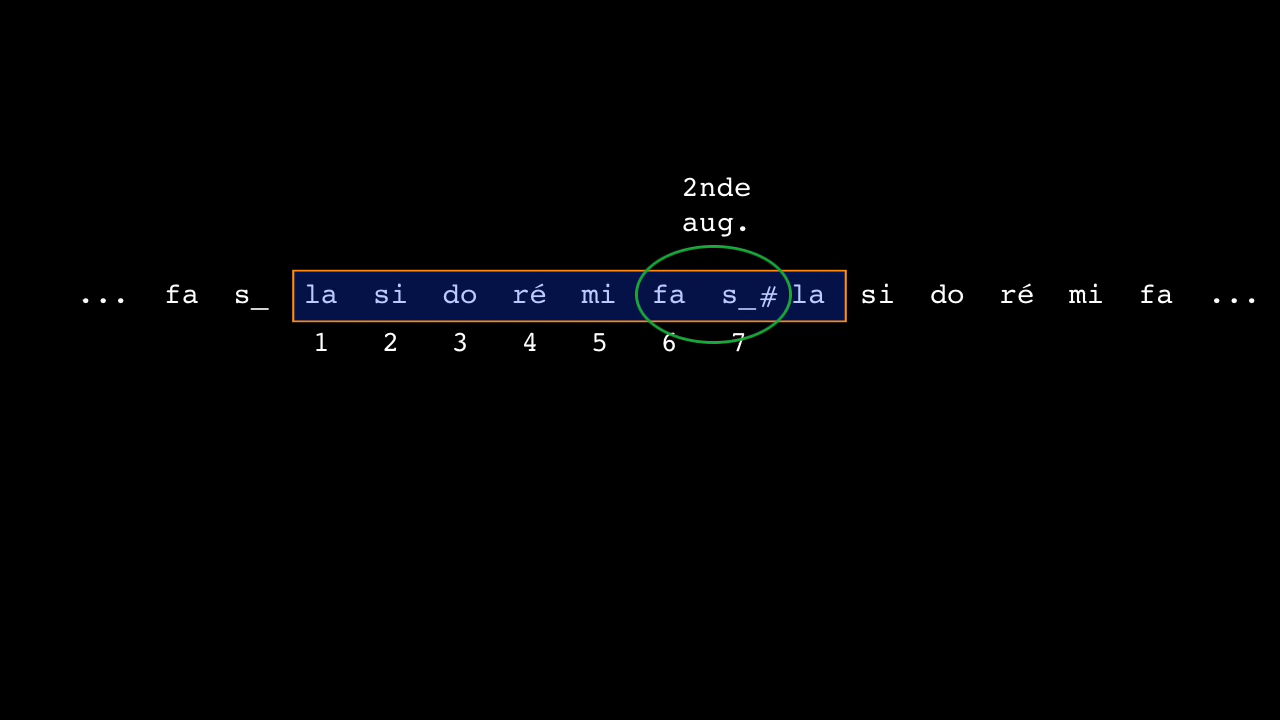 2nde
aug.
... fa s_ la si do ré mi fa s_# la si do ré mi fa ...
1 2 3 4 5 6 7